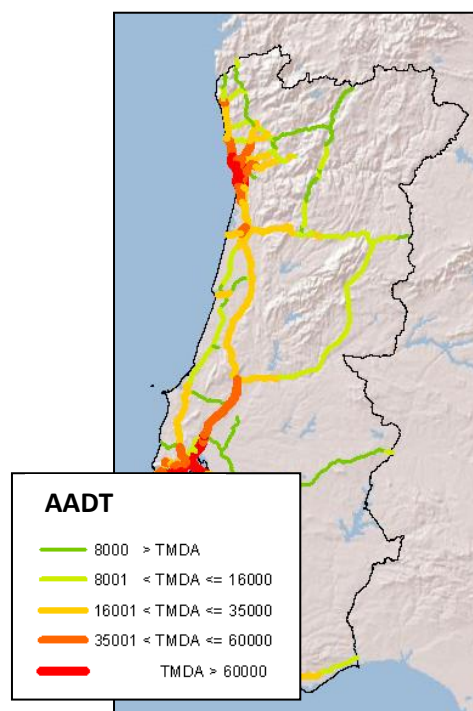 AADT
8000 > TMDA
8001 < TMDA <= 16000
16001 < TMDA <= 35000
35001 < TMDA <= 60000
TMDA > 60000